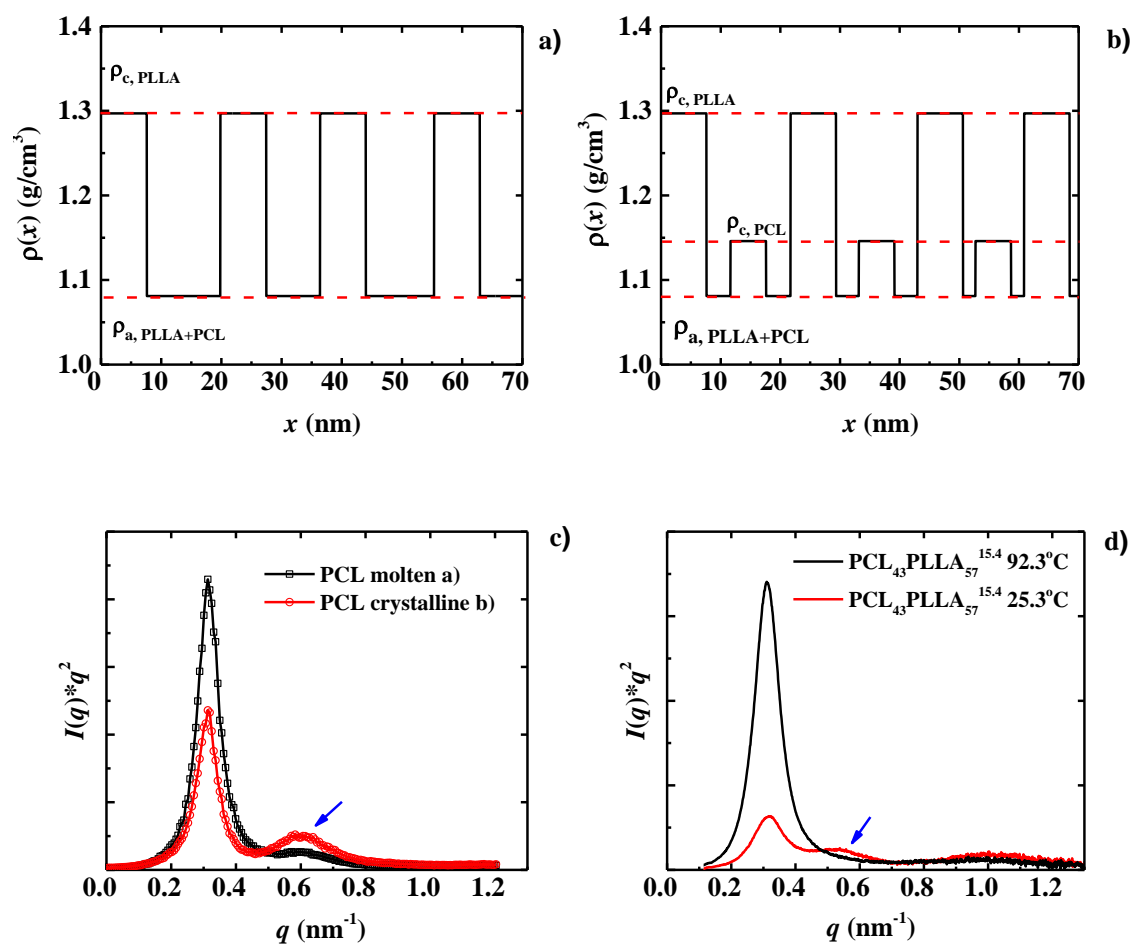 a)
1.4
1.3
1.2
1.1
1.0
ρ(x) (g/cm³)
ρc, PLLA
ρa, PLLA+PCL
0 10 20 30 40 50 60 70
x (nm)
b)
1.4
1.3
1.2
1.1
1.0
ρ(x) (g/cm³)
ρc, PLLA
ρc, PCL
ρa, PLLA+PCL
0 10 20 30 40 50 60 70
x (nm)
c)
PCL molten a)
PCL crystalline b)
I(q)*q²
0.0 0.2 0.4 0.6 0.8 1.0 1.2
q (nm⁻¹)
d)
PCL₄₃PLLA₅₇¹⁵·⁴ 92.3°C
PCL₄₃PLLA₅₇¹⁵·⁴ 25.3°C
I(q)*q²
0.2 0.4 0.6 0.8 1.0 1.2
q (nm⁻¹)